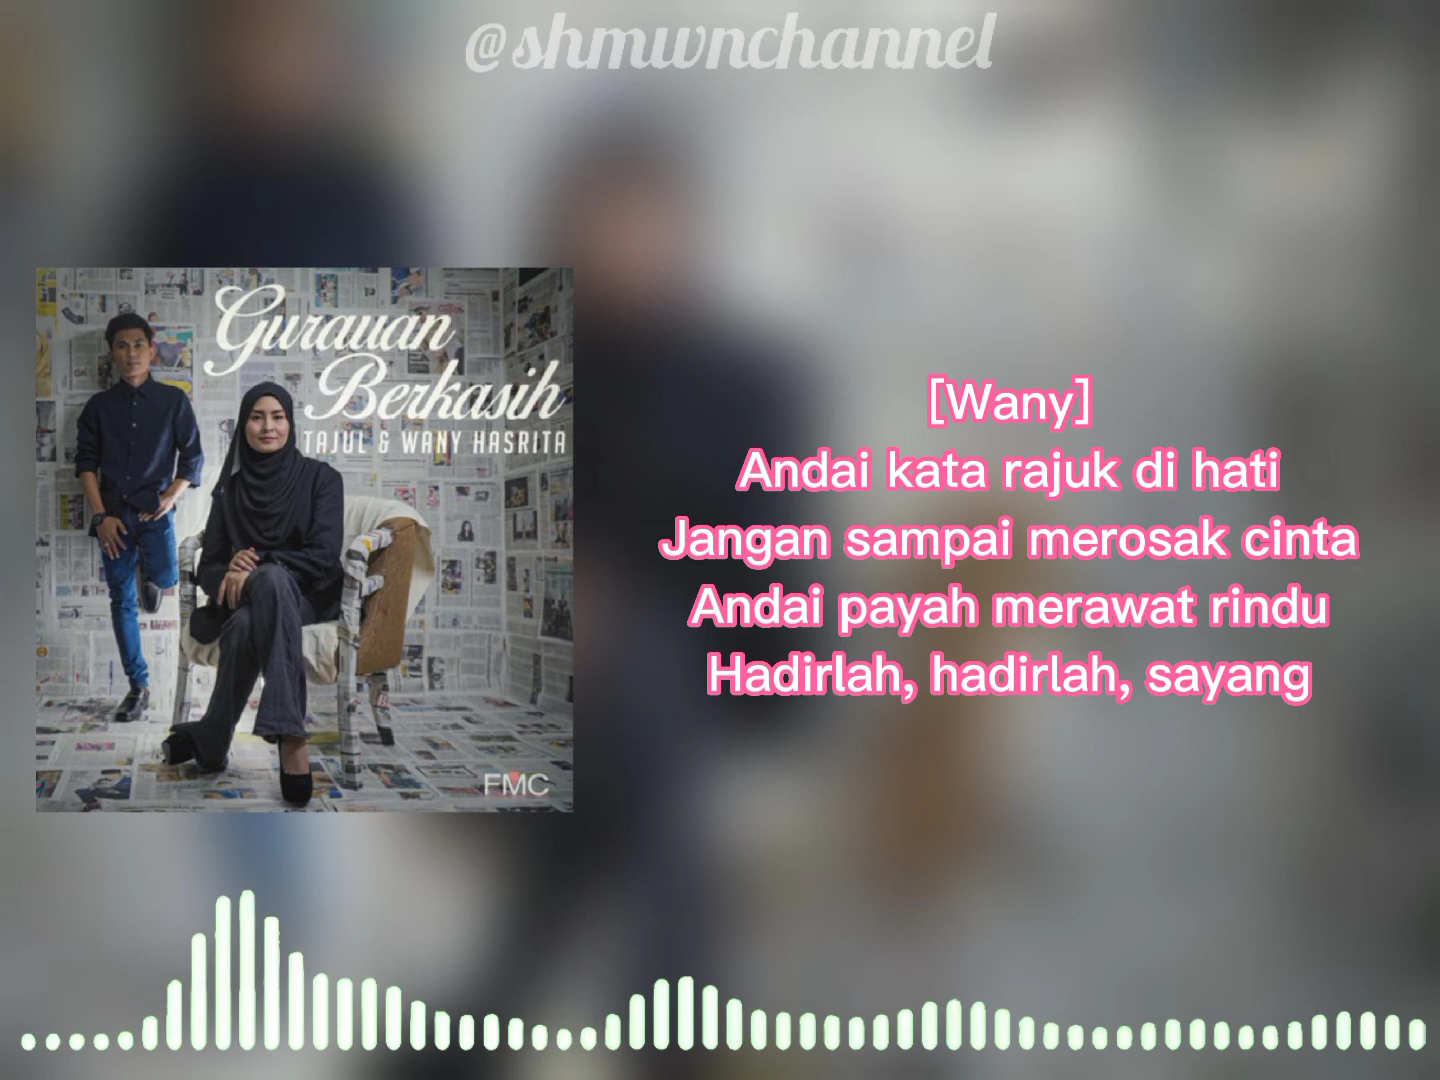 @shmwnchannel
Gurauan
Berkasih
TAJUL & WANY HASRITA
FMC
[Wany]
Andai kata rajuk di hati
Jangan sampai merosak cinta
Andai payah merawat rindu
Hadirlah, hadirlah, sayang